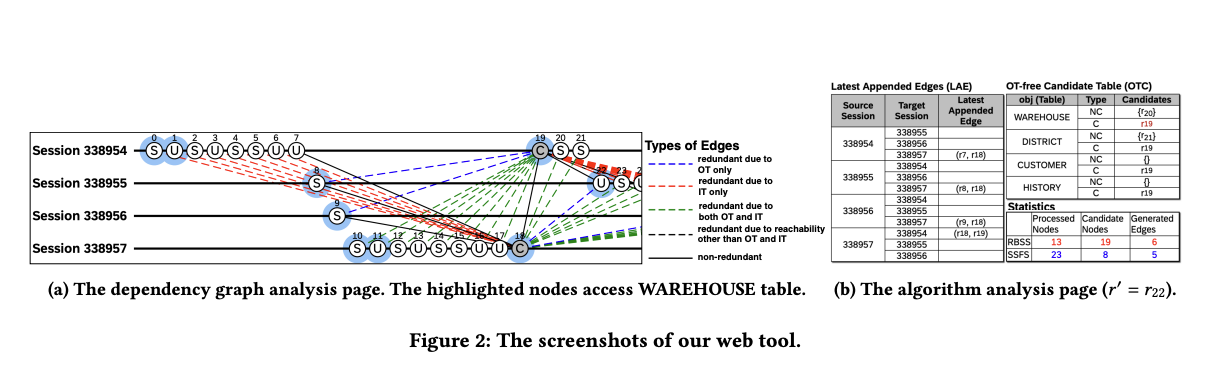 Session 338954
Session 338955
Session 338956
Session 338957
0 1 2 3 4 5 6 7
S U S U S S U U
19 20 21
C S S
8
S
U S U
9
S
10 11 12 13 14 15 16 17 18
S U S U S S U U C
Types of Edges
redundant due to
OT only
redundant due to
IT only
redundant due to
both OT and IT
redundant due to reachability
other than OT and IT
non-redundant
(a) The dependency graph analysis page. The highlighted nodes access WAREHOUSE table.
Latest Appended Edges (LAE)
Source Session Target Session Latest Appended Edge
338954 338955
338956
338957 (r7, r18)
338955 338954
338956
338957 (r8, r18)
338956 338954
338955
338957 (r9, r18)
338957 338954 (r18, r19)
338955
338956
OT-free Candidate Table (OTC)
obj (Table) Type Candidates
WAREHOUSE NC {r20}
C r19
DISTRICT NC {r21}
C r19
CUSTOMER NC {}
C r19
HISTORY NC {}
C r19
Statistics
Processed Nodes Candidate Nodes Generated Edges
RBSS 13 19 6
SSFS 23 8 5
(b) The algorithm analysis page (r′ = r22).
Figure 2: The screenshots of our web tool.